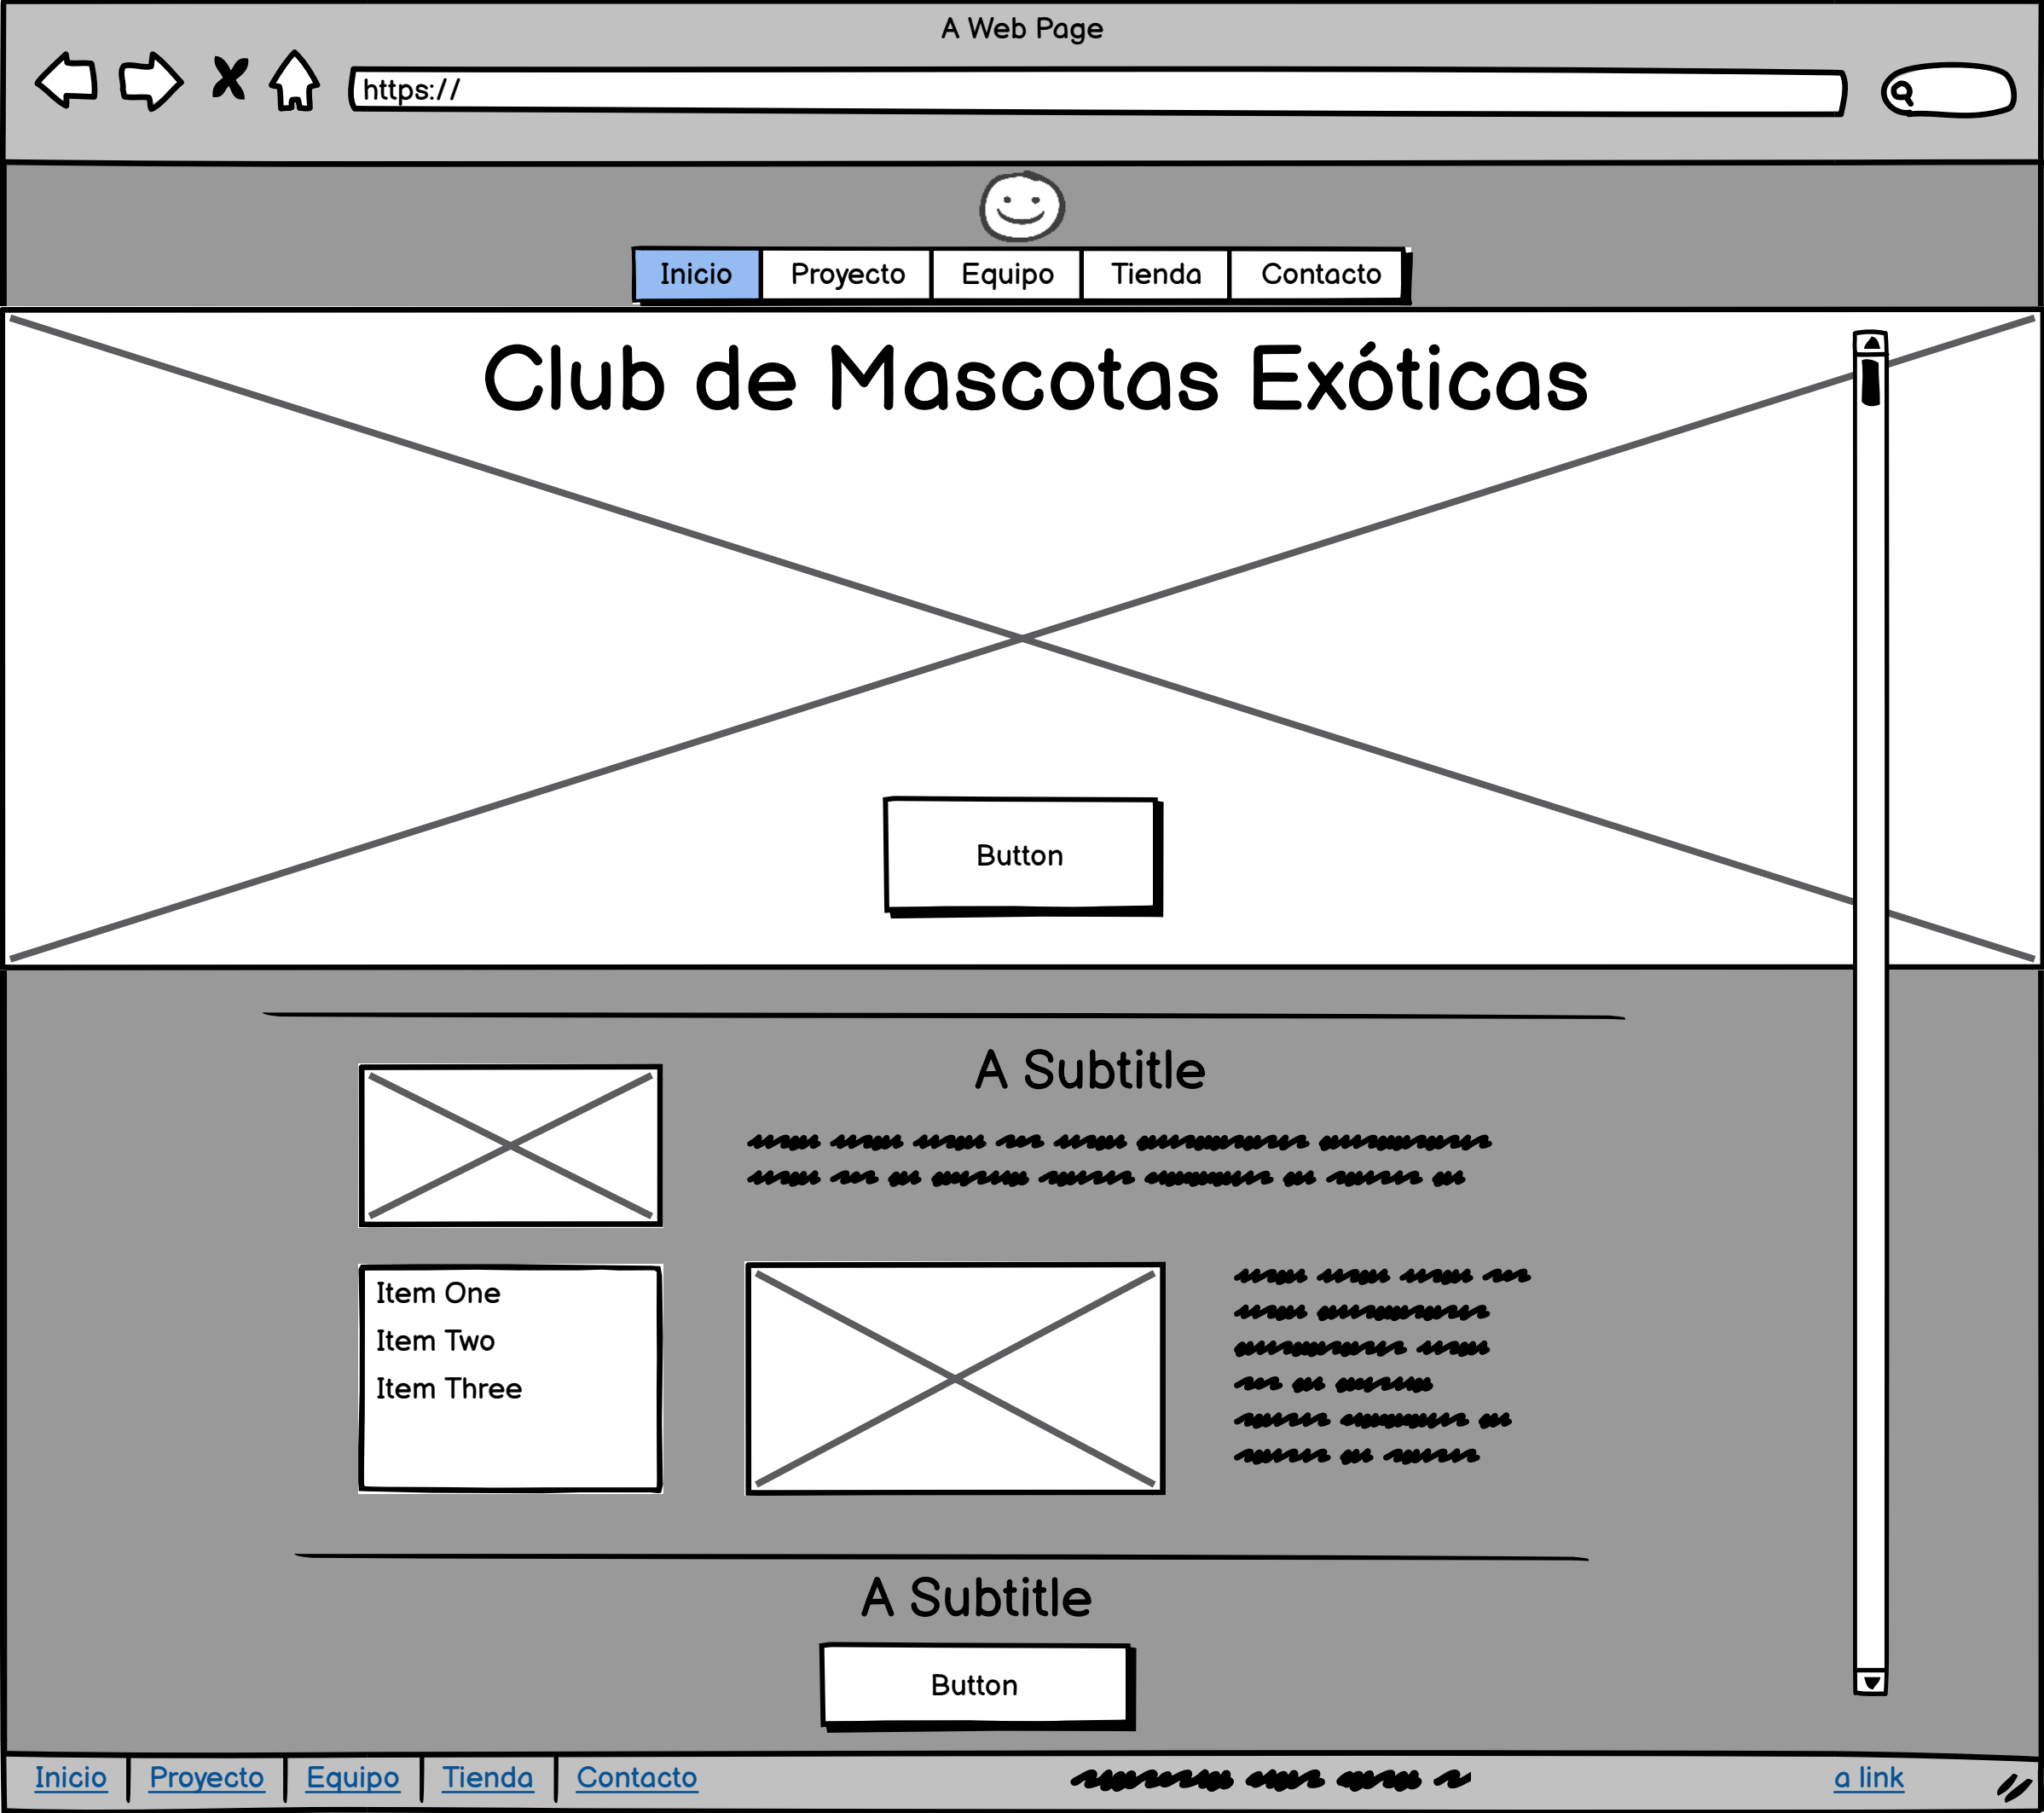 A Web Page
https://
Inicio Proyecto Equipo Tienda Contacto
Club de Mascotas Exóticas
Button
A Subtitle
Item One
Item Two
Item Three
A Subtitle
Button
Inicio Proyecto Equipo Tienda Contacto a link